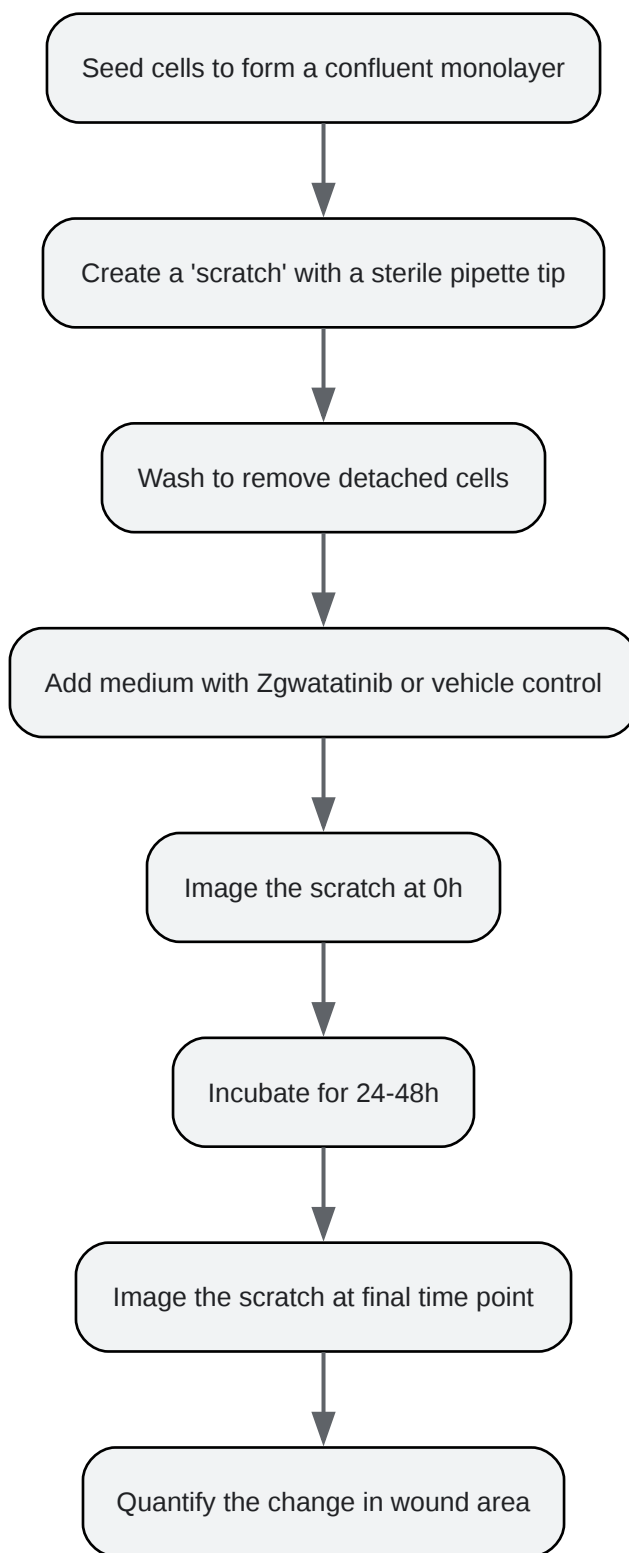 Seed cells to form a confluent monolayer
Create a 'scratch' with a sterile pipette tip
Wash to remove detached cells
Add medium with Zgwatatinib or vehicle control
Image the scratch at 0h
Incubate for 24-48h
Image the scratch at final time point
Quantify the change in wound area